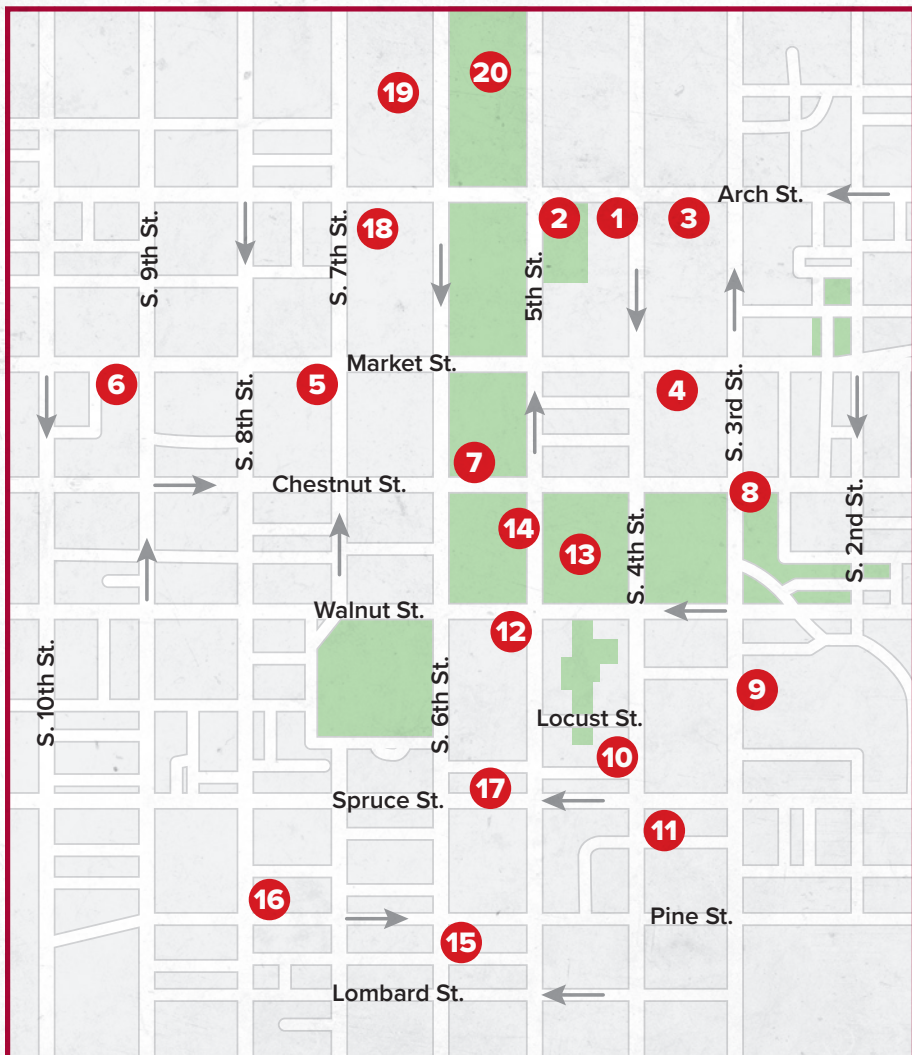 20
19
Arch St.
2
1
3
18
S. 9th St.
S. 7th St.
5th St.
Market St.
6
5
4
S. 8th St.
S. 3rd St.
7
Chestnut St.
8
14
13
S. 4th St.
S. 2nd St.
Walnut St.
12
S. 10th St.
S. 6th St.
9
Locust St.
10
17
Spruce St.
11
16
Pine St.
15
Lombard St.